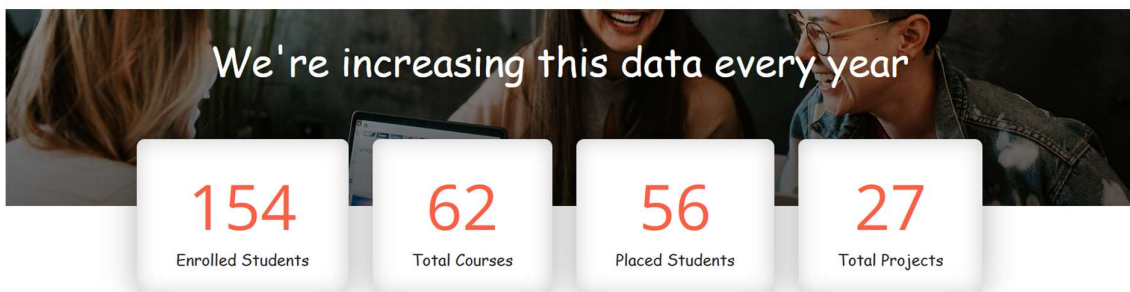 We're increasing this data every year
154 62 56 27
Enrolled Students Total Courses Placed Students Total Projects